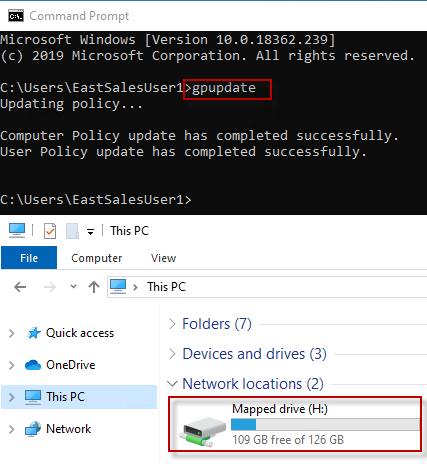 Command Prompt
Microsoft Windows [Version 10.0.18362.239]
(c) 2019 Microsoft Corporation. All rights reserved.
C:\Users\EastSalesUser1>gpupdate
Updating policy...
Computer Policy update has completed successfully.
User Policy update has completed successfully.
C:\Users\EastSalesUser1>
This PC
File Computer View
This PC
Quick access
OneDrive
This PC
Network
Folders (7)
Devices and drives (3)
Network locations (2)
Mapped drive (H:)
109 GB free of 126 GB